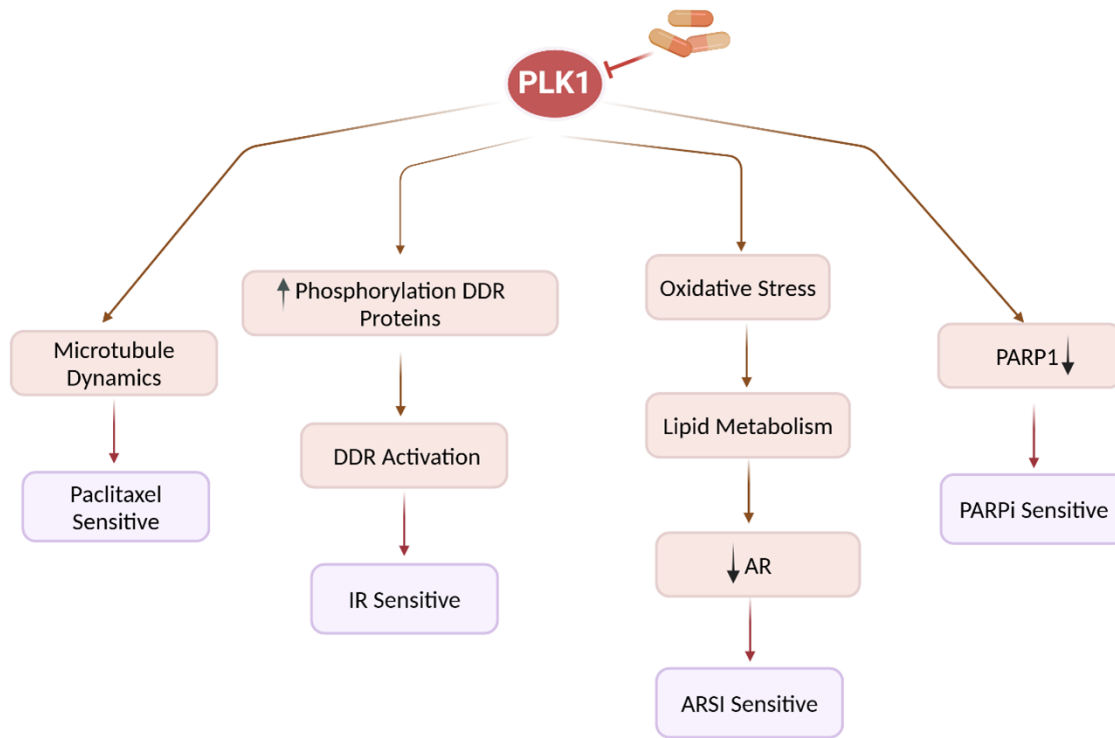 PLK1
Microtubule
Dynamics
Paclitaxel
Sensitive
Phosphorylation DDR
Proteins
DDR Activation
IR Sensitive
Oxidative Stress
Lipid Metabolism
AR
ARSI Sensitive
PARP1
PARPi Sensitive